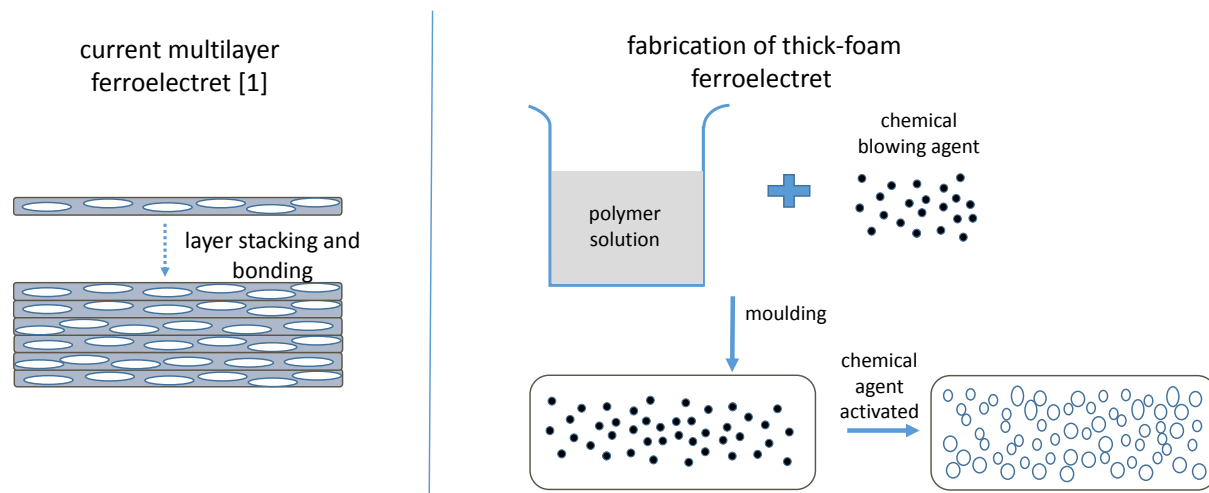 current multilayer
ferroelectret [1]
layer stacking and
bonding
fabrication of thick-foam
ferroelectret
polymer
solution
chemical
blowing agent
moulding
chemical
agent
activated